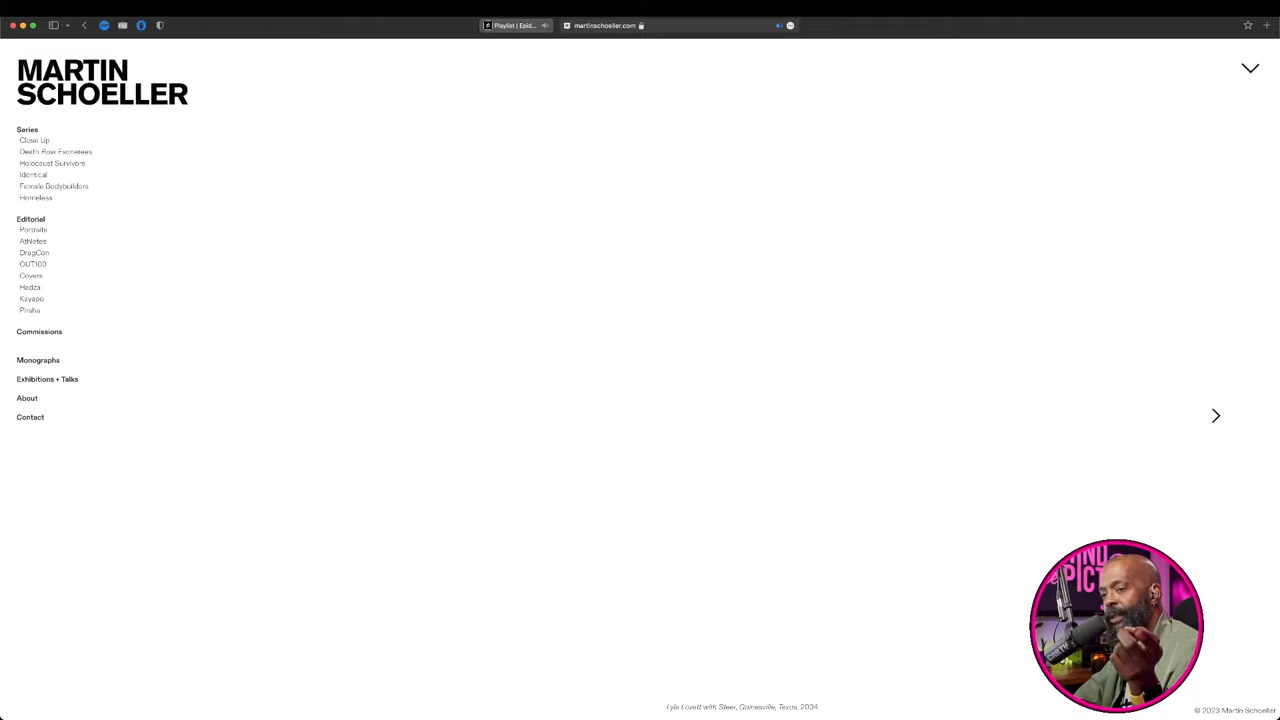 Playlist | Epid...
martinschoeller.com
MARTIN
SCHOELLER
Series
Close Up
Death Row Exonerees
Holocaust Survivors
Identical
Female Bodybuilders
Homeless
Editorial
Portraits
Athletes
DragCon
OUT100
Covers
Hadza
Kayapo
Piraha
Commissions
Monographs
Exhibitions + Talks
About
Contact
Lyle Lovett with Steer, Gainesville, Texas, 2004
© 2023 Martin Schoeller